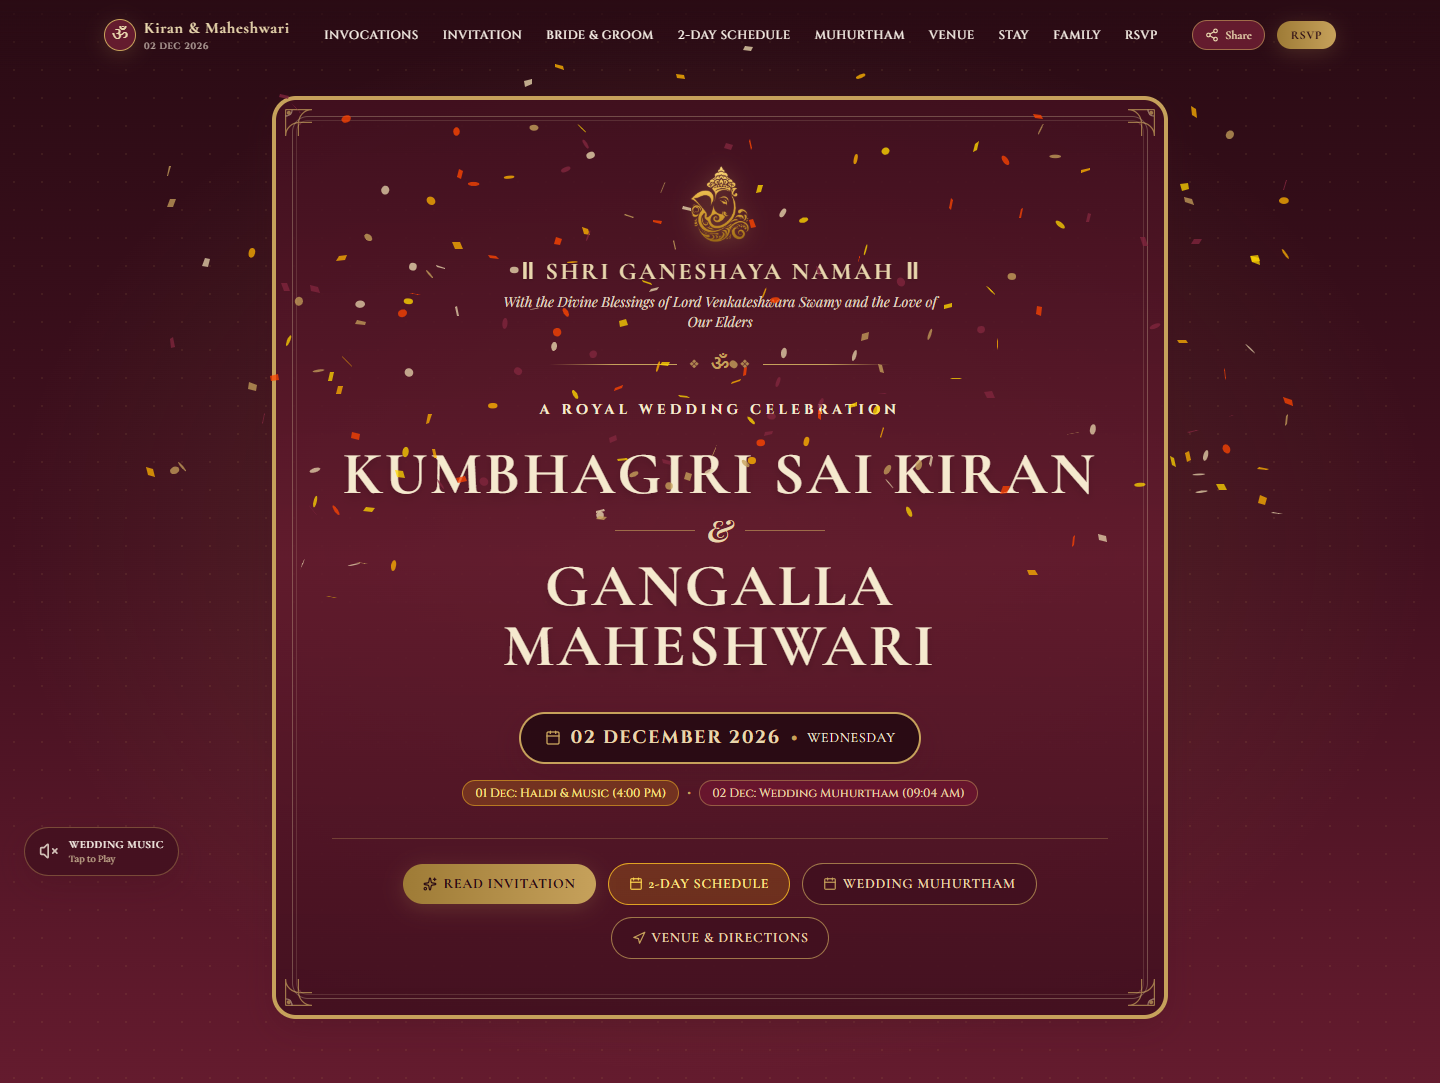 ॐ
Kiran & Maheshwari
02 DEC 2026
INVOCATIONS
INVITATION
BRIDE & GROOM
2-DAY SCHEDULE
MUHURTHAM
VENUE
STAY
FAMILY
RSVP
Share
RSVP
॥ SHRI GANESHAYA NAMAH ॥
With the Divine Blessings of Lord Venkateshwara Swamy and the Love of
Our Elders
ॐ
A ROYAL WEDDING CELEBRATION
KUMBHAGIRI SAI KIRAN
&
GANGALLA
MAHESHWARI
02 DECEMBER 2026 • WEDNESDAY
01 Dec: Haldi & Music (4:00 PM) • 02 Dec: Wedding Muhurtham (09:04 AM)
WEDDING MUSIC
Tap to Play
READ INVITATION
2-DAY SCHEDULE
WEDDING MUHURTHAM
VENUE & DIRECTIONS